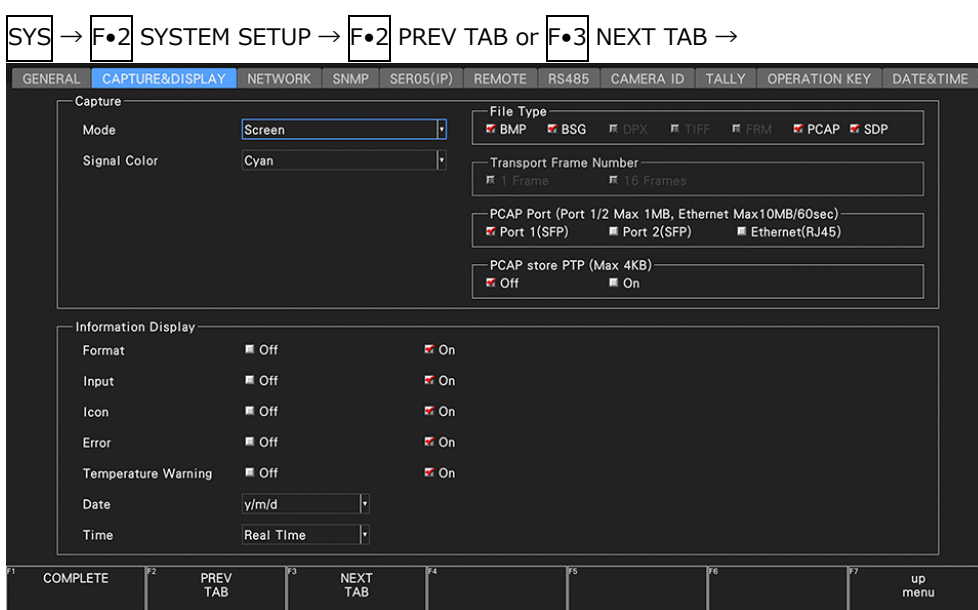 SYS → F•2 SYSTEM SETUP → F•2 PREV TAB or F•3 NEXT TAB →
GENERAL CAPTURE&DISPLAY NETWORK SNMP SER05(IP) REMOTE RS485 CAMERA ID TALLY OPERATION KEY DATE&TIME
Capture
Mode Screen
Signal Color Cyan
File Type
BMP BSG DPX TIFF FRM PCAP SDP
Transport Frame Number
1 Frame 16 Frames
PCAP Port (Port 1/2 Max 1MB, Ethernet Max10MB/60sec)
Port 1(SFP) Port 2(SFP) Ethernet(RJ45)
PCAP store PTP (Max 4KB)
Off On
Information Display
Format Off On
Input Off On
Icon Off On
Error Off On
Temperature Warning Off On
Date y/m/d
Time Real TIme
F1 COMPLETE F2 PREV TAB F3 NEXT TAB F4 F5 F6 F7 up menu